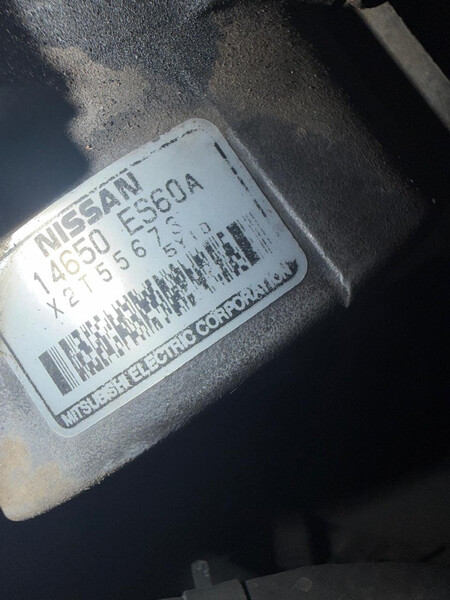 NISSAN
14650 ES60A
X2T55673
MITSUBISHI ELECTRIC CORPORATION